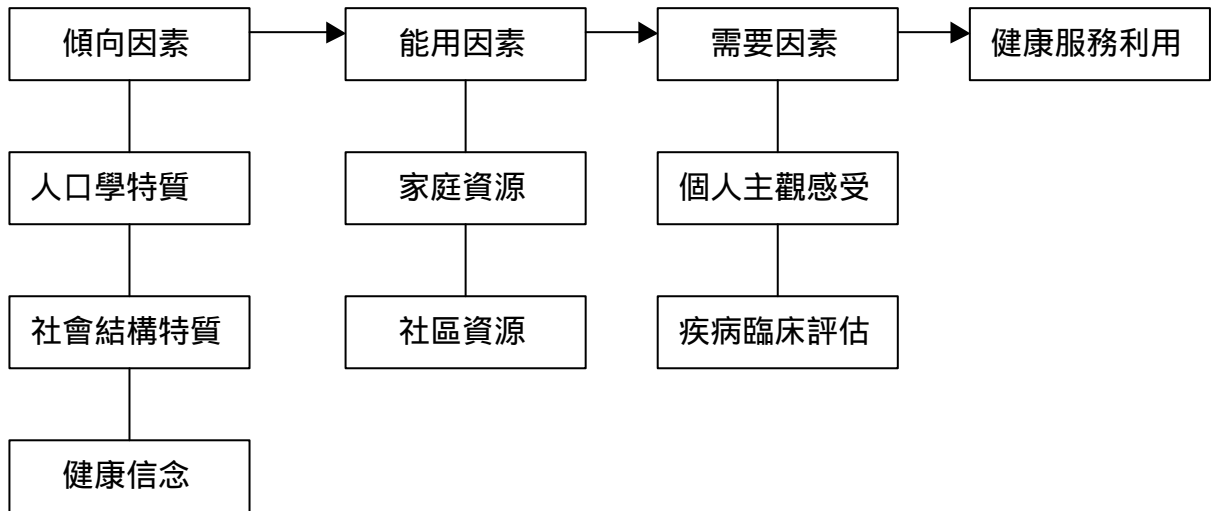 傾向因素
能用因素
需要因素
健康服務利用
人口學特質
家庭資源
個人主觀感受
社會結構特質
社區資源
疾病臨床評估
健康信念